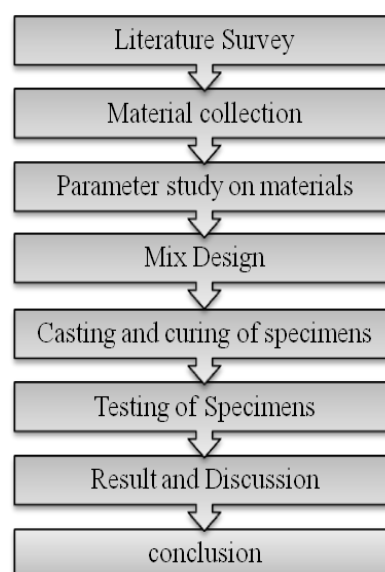 Literature Survey
Material collection
Parameter study on materials
Mix Design
Casting and curing of specimens
Testing of Specimens
Result and Discussion
conclusion